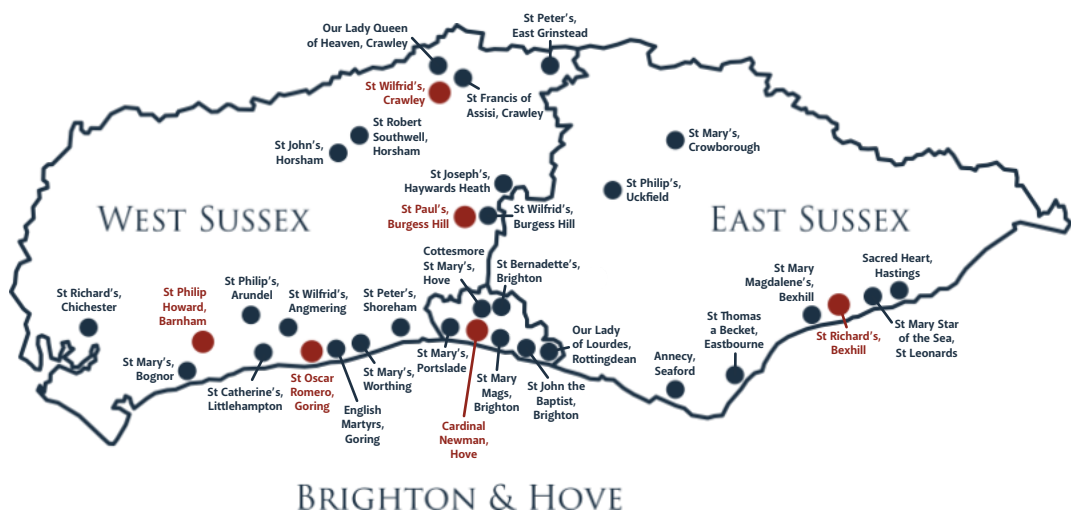 Our Lady Queen
of Heaven, Crawley
St Peter's,
East Grinstead
St Wilfrid's,
Crawley
St Francis of
Assisi, Crawley
St Robert
Southwell,
Horsham
St John's,
Horsham
St Mary's,
Crowborough
St Joseph's,
Haywards Heath
St Philip's,
Uckfield
WEST SUSSEX
St Paul's,
Burgess Hill
St Wilfrid's,
Burgess Hill
EAST SUSSEX
Cottesmore
St Mary's,
Hove
St Bernadette's,
Brighton
Sacred Heart,
Hastings
St Mary
Magdalene's,
Bexhill
St Richard's,
Chichester
St Philip
Howard,
Barnham
St Philip's,
Arundel
St Wilfrid's,
Angmering
St Peter's,
Shoreham
St Thomas
a Becket,
Eastbourne
St Richard's,
Bexhill
St Mary Star
of the Sea,
St Leonards
Our Lady
of Lourdes,
Rottingdean
St Mary's,
Portslade
Annecy,
Seaford
St Mary's,
Bognor
St Catherine's,
Littlehampton
St Oscar
Romero,
Goring
St Mary's,
Worthing
English
Martyrs,
Goring
St Mary
Mags,
Brighton
St John the
Baptist,
Brighton
Cardinal
Newman,
Hove
BRIGHTON & HOVE